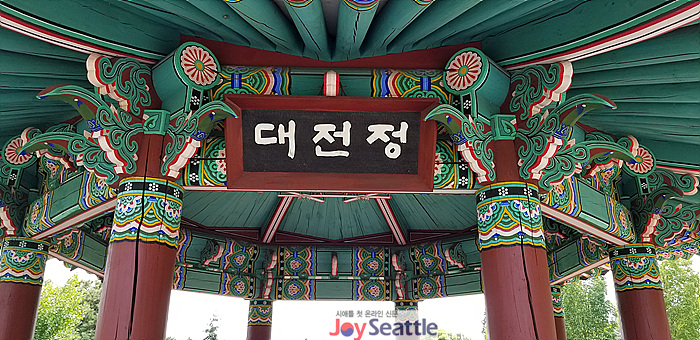 대전정
시애틀 첫 온라인 신문
JoySeattle